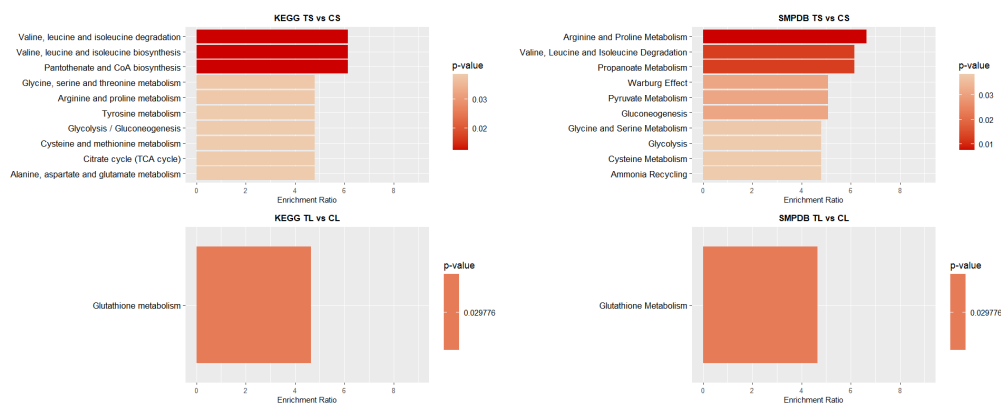 KEGG TS vs CS
Valine, leucine and isoleucine degradation
Valine, leucine and isoleucine biosynthesis
Pantothenate and CoA biosynthesis
Glycine, serine and threonine metabolism
Arginine and proline metabolism
Tyrosine metabolism
Glycolysis / Gluconeogenesis
Cysteine and methionine metabolism
Citrate cycle (TCA cycle)
Alanine, aspartate and glutamate metabolism
0 2 4 6 8
Enrichment Ratio
p-value
0.03
0.02
SMPDB TS vs CS
Arginine and Proline Metabolism
Valine, Leucine and Isoleucine Degradation
Propanoate Metabolism
Warburg Effect
Pyruvate Metabolism
Gluconeogenesis
Glycine and Serine Metabolism
Glycolysis
Cysteine Metabolism
Ammonia Recycling
0 2 4 6 8
Enrichment Ratio
p-value
0.03
0.02
0.01
KEGG TL vs CL
Glutathione metabolism
0 2 4 6 8
Enrichment Ratio
p-value
0.029776
SMPDB TL vs CL
Glutathione Metabolism
0 2 4 6 8
Enrichment Ratio
p-value
0.029776